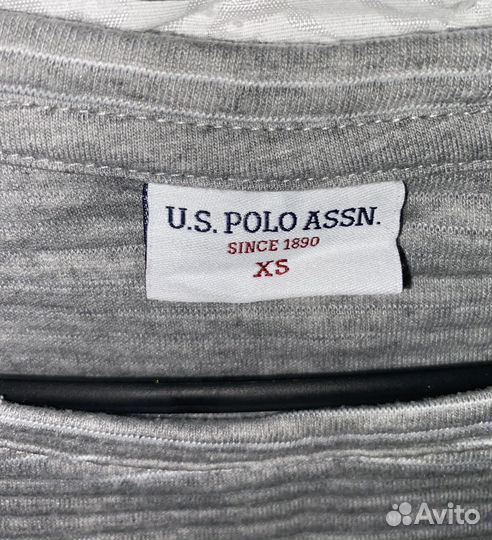 U.S. POLO ASSN.
SINCE 1890
XS
Avito